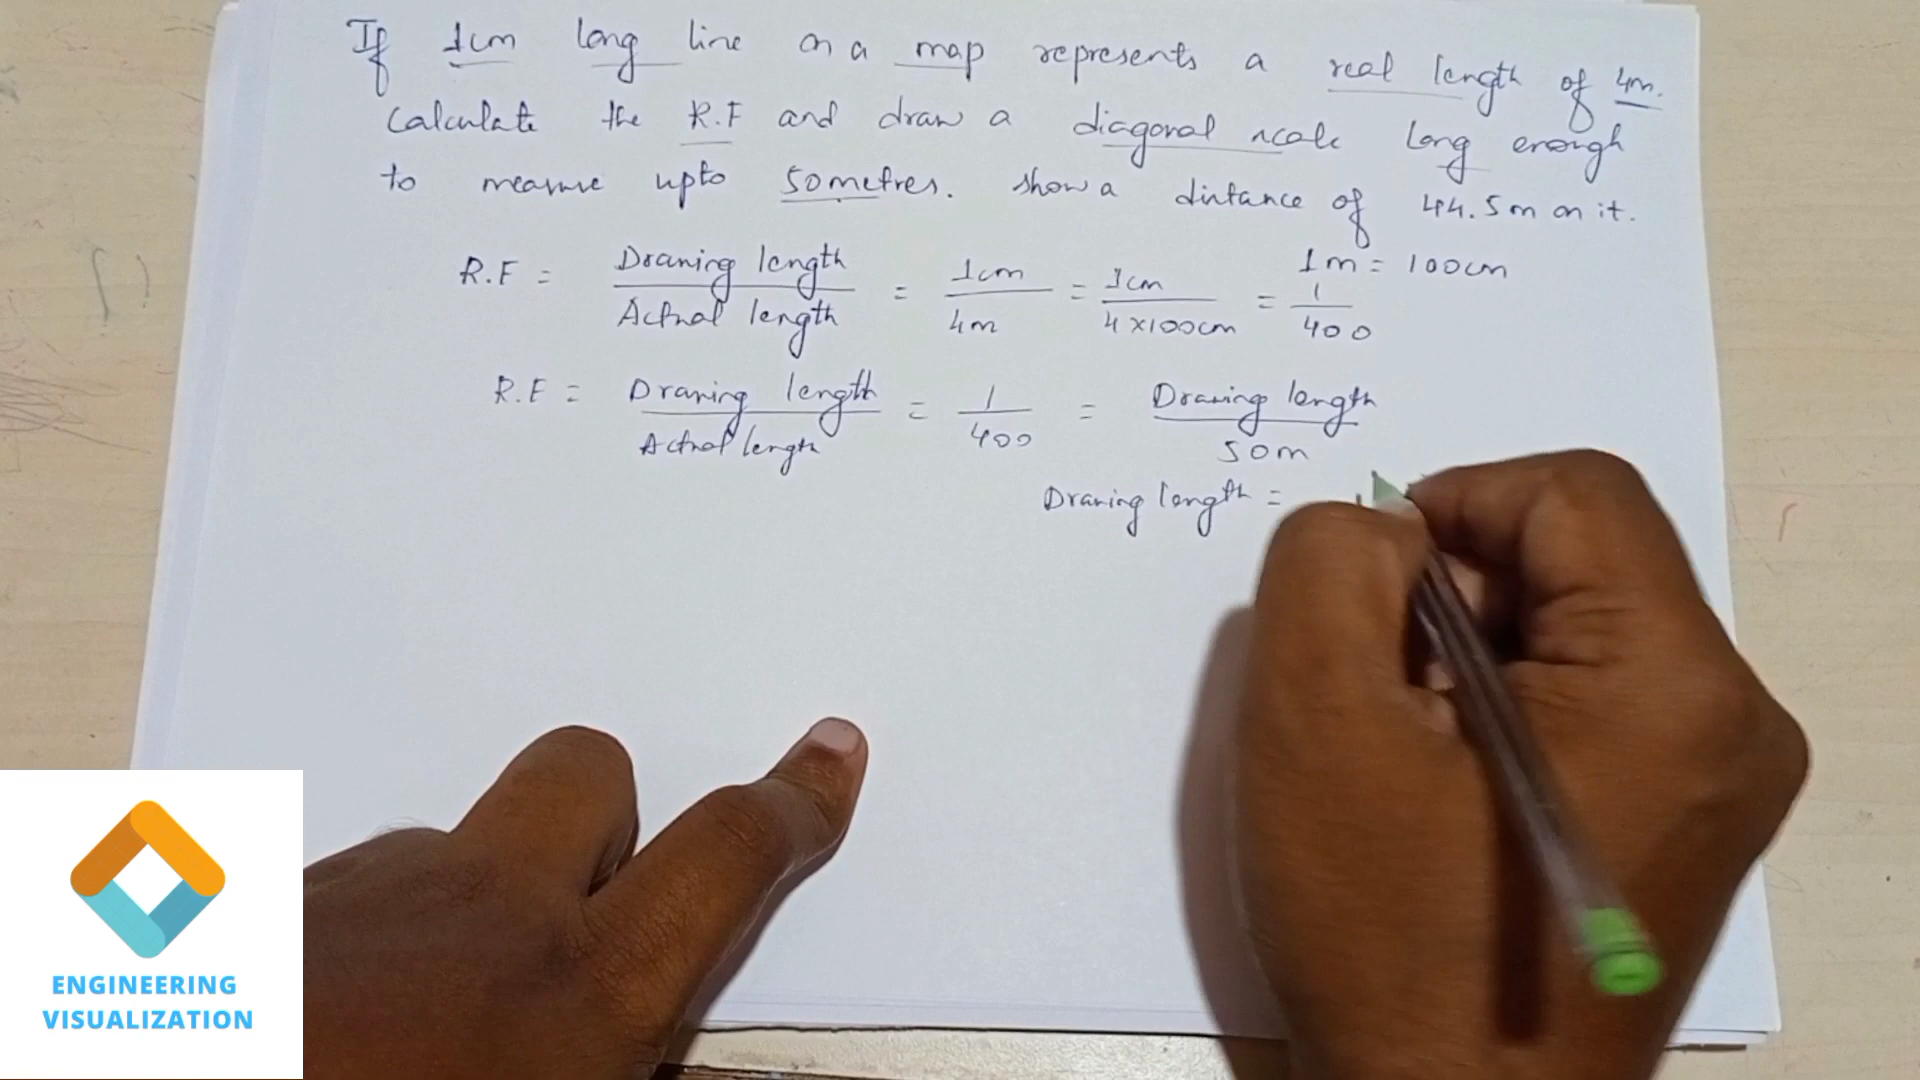 If 1cm long line on a map represents a real length of 4m.
Calculate the R.F and draw a diagonal scale long enough
to measure upto 50metres. show a distance of 44.5m on it.
1m = 100cm
R.F = Drawing length / Actual length = 1cm / 4m = 1cm / 4×100cm = 1 / 400
R.F = Drawing length / Actual length = 1 / 400 = Drawing length / 50m
Drawing length =
ENGINEERING
VISUALIZATION